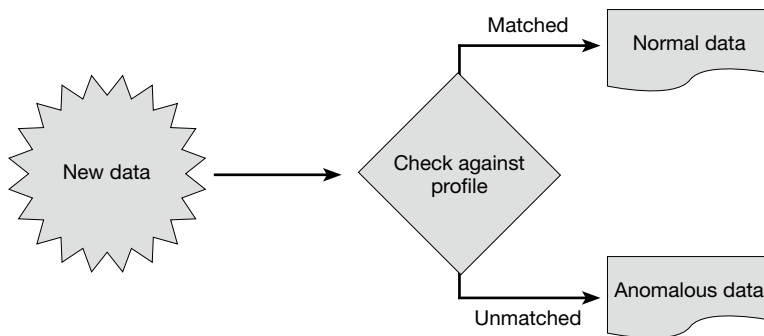 New data
Check against
profile
Matched
Normal data
Unmatched
Anomalous data